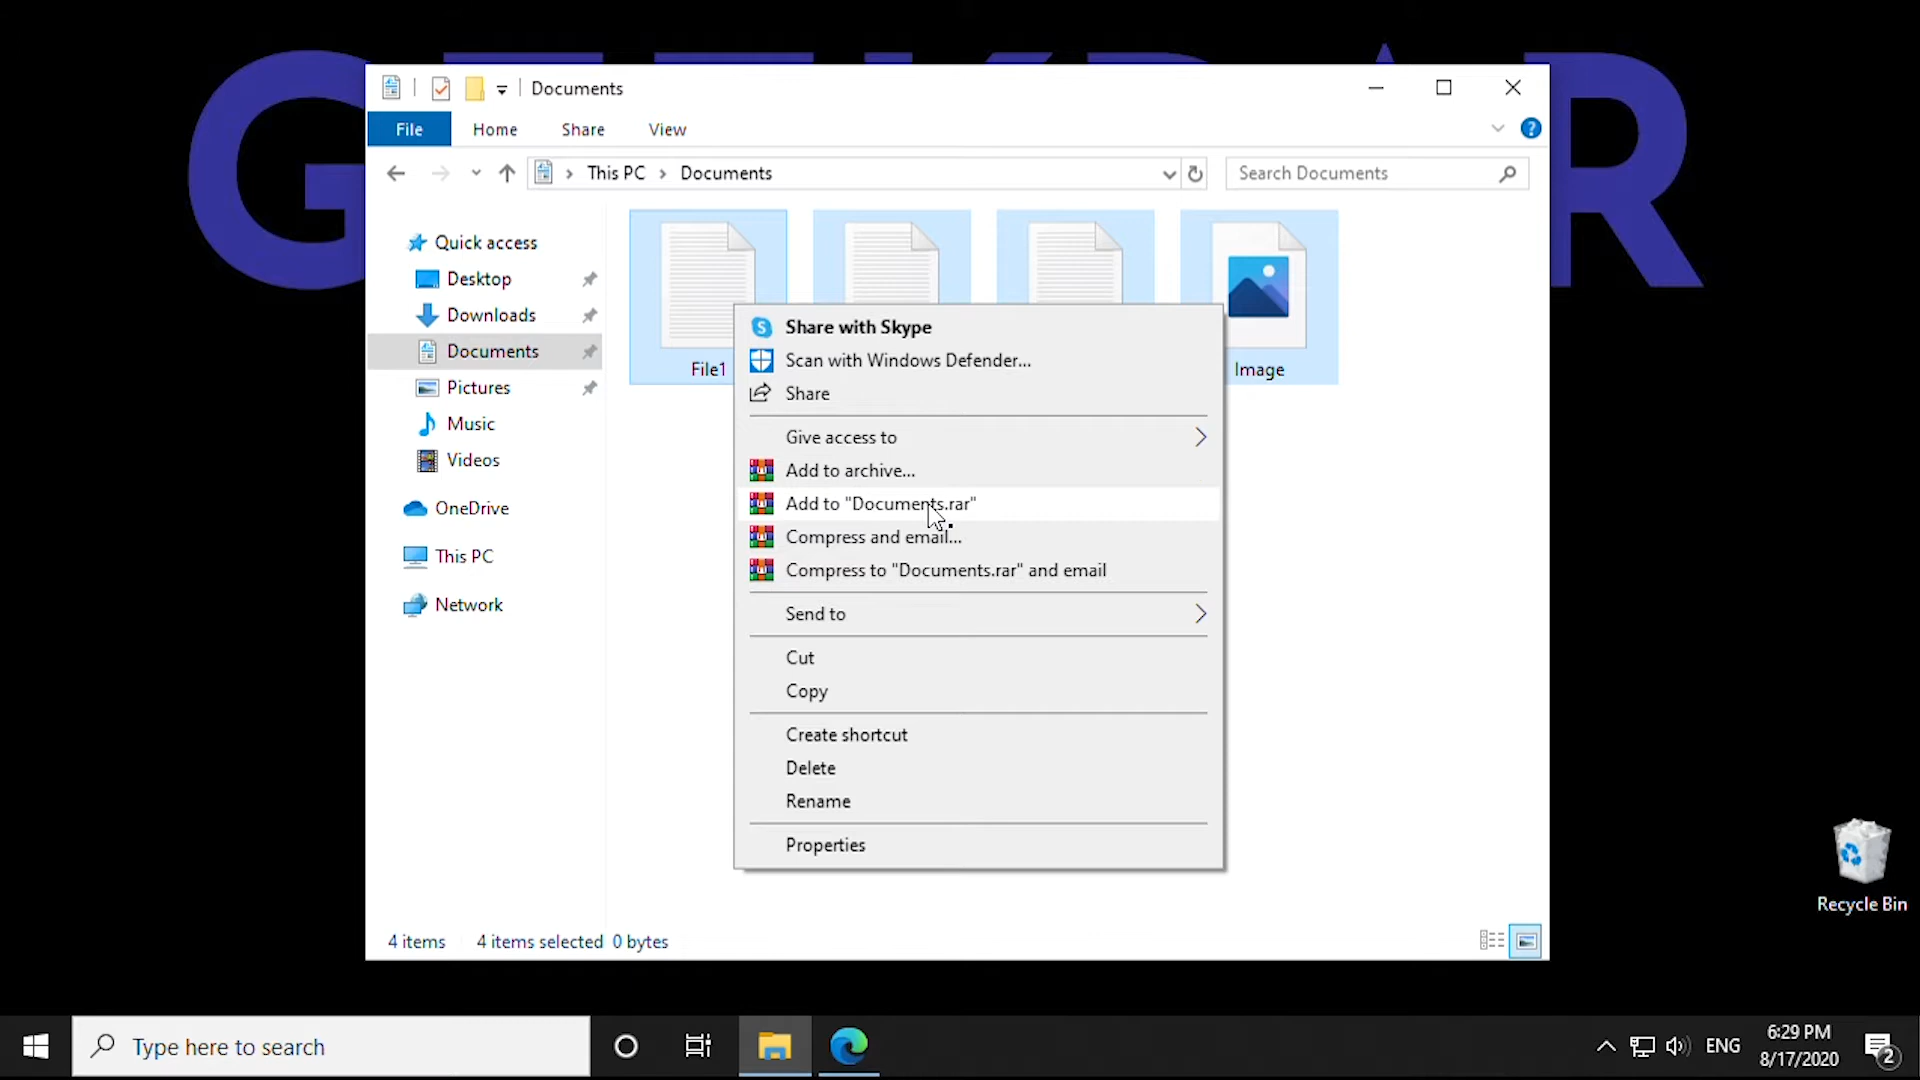 Documents
File Home Share View
This PC Documents
Search Documents
Quick access
Desktop
Downloads
Documents
Pictures
Music
Videos
OneDrive
This PC
Network
File1
Image
Share with Skype
Scan with Windows Defender...
Share
Give access to
Add to archive...
Add to "Documents.rar"
Compress and email...
Compress to "Documents.rar" and email
Send to
Cut
Copy
Create shortcut
Delete
Rename
Properties
4 items 4 items selected 0 bytes
Recycle Bin
Type here to search
ENG
6:29 PM
8/17/2020
2